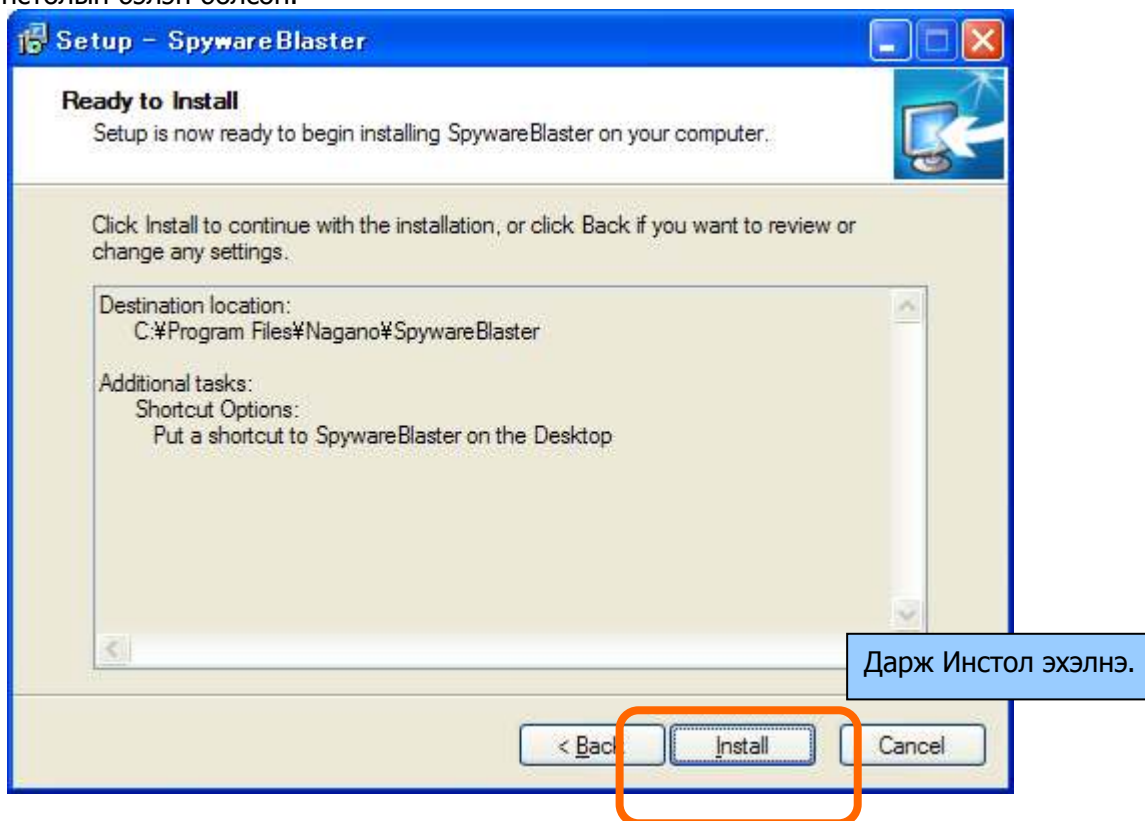 бэлэн болсон.
Setup - SpywareBlaster
Ready to Install
Setup is now ready to begin installing SpywareBlaster on your computer.
Click Install to continue with the installation, or click Back if you want to review or
change any settings.
Destination location:
C:¥Program Files¥Nagano¥SpywareBlaster
Additional tasks:
Shortcut Options:
Put a shortcut to SpywareBlaster on the Desktop
Дарж Инстол эхэлнэ.
< Back
Install
Cancel